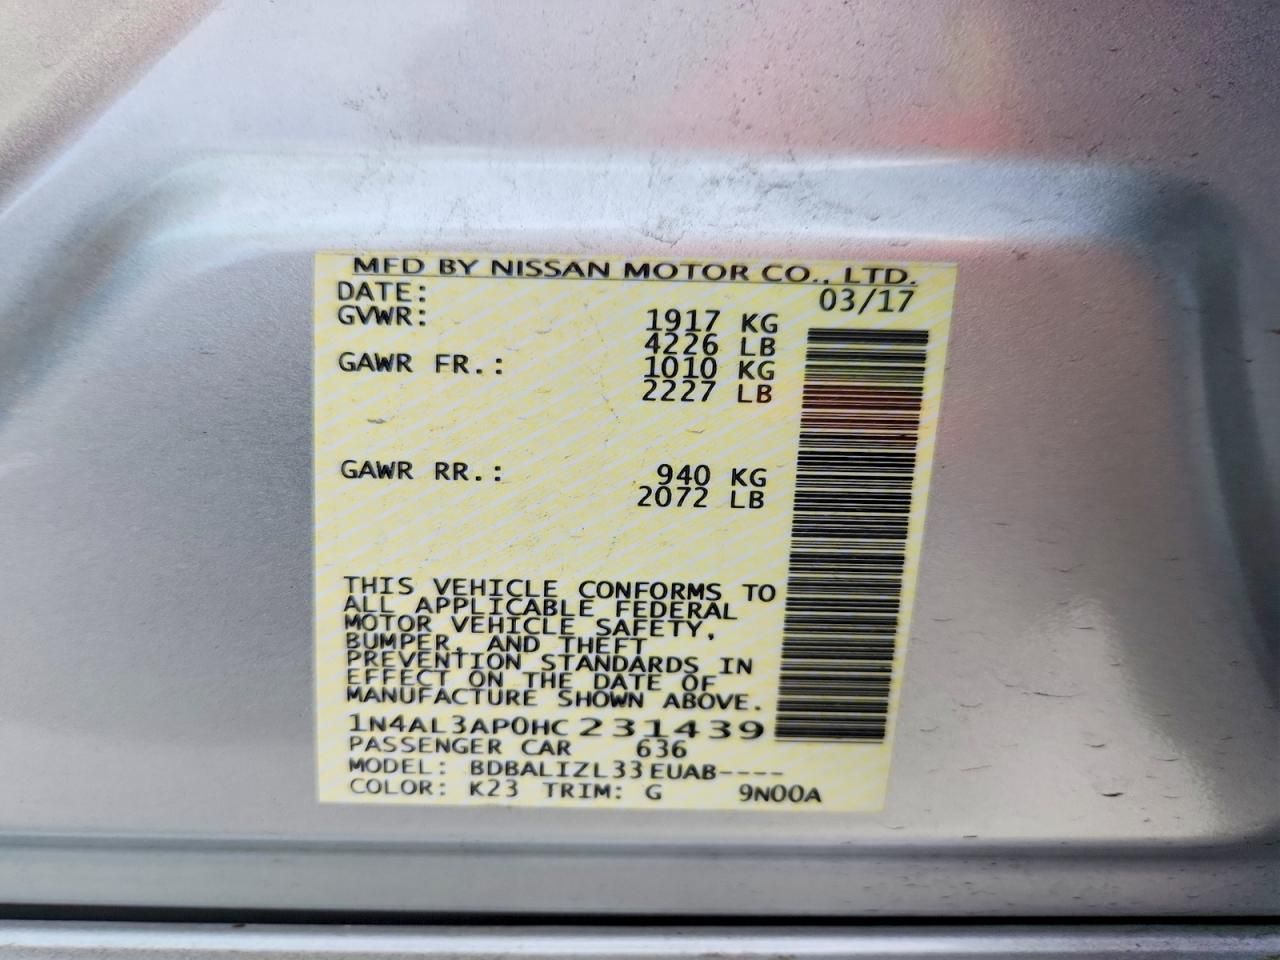 MFD BY NISSAN MOTOR CO., LTD.
DATE: 03/17
GVWR: 1917 KG
4226 LB
GAWR FR.: 1010 KG
2227 LB
GAWR RR.: 940 KG
2072 LB
THIS VEHICLE CONFORMS TO
ALL APPLICABLE FEDERAL
MOTOR VEHICLE SAFETY,
BUMPER, AND THEFT
PREVENTION STANDARDS IN
EFFECT ON THE DATE OF
MANUFACTURE SHOWN ABOVE.
1N4AL3AP0HC231439
PASSENGER CAR 636
MODEL: BDBALIZL33EUAB----
COLOR: K23 TRIM: G 9N00A